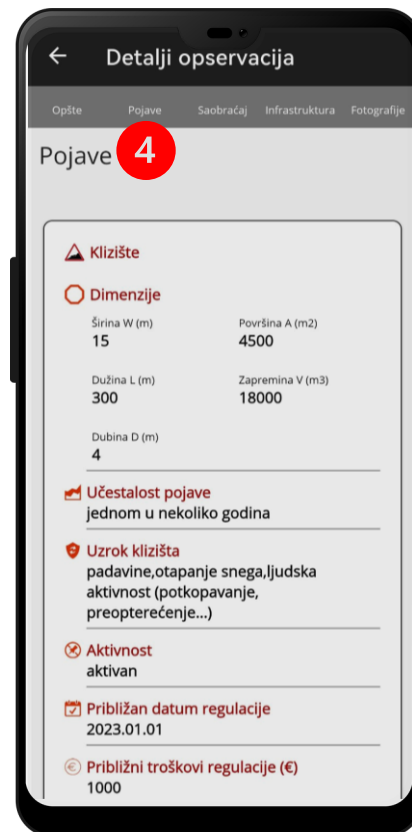 Detalji opservacija
Opšte Pojave Saobraćaj Infrastruktura Fotografije
Pojave 4
Klizište
Dimenzije
Širina W (m) Površina A (m2)
15 4500
Dužina L (m) Zapremina V (m3)
300 18000
Dubina D (m)
4
Učestalost pojave
jednom u nekoliko godina
Uzrok klizišta
padavine,otapanje snega,ljudska
aktivnost (potkopavanje,
preopterećenje...)
Aktivnost
aktivan
Približan datum regulacije
2023.01.01
Približni troškovi regulacije (€)
1000